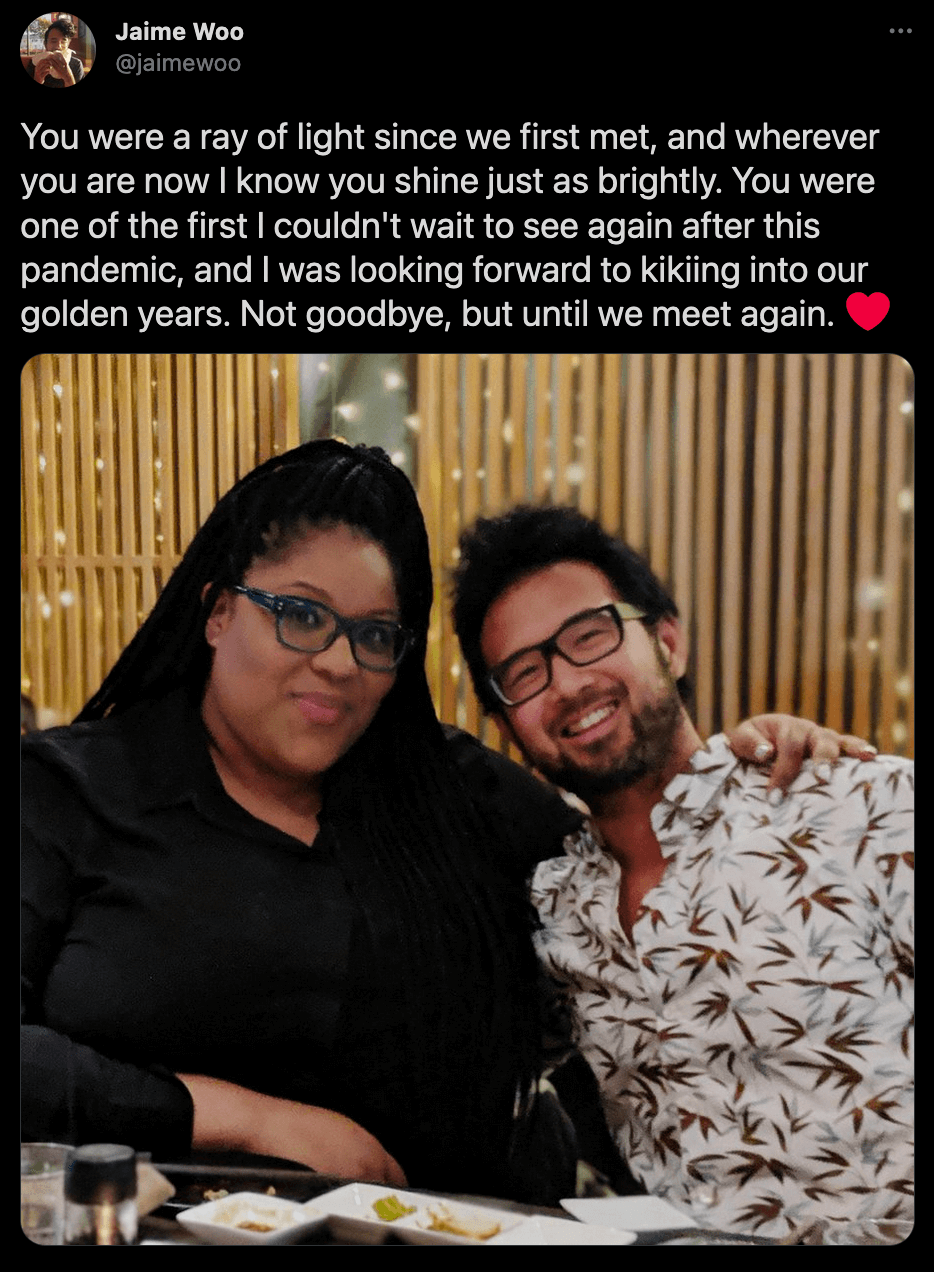 Jaime Woo
@jaimewoo
You were a ray of light since we first met, and wherever
you are now I know you shine just as brightly. You were
one of the first I couldn't wait to see again after this
pandemic, and I was looking forward to kikiing into our
golden years. Not goodbye, but until we meet again. ❤️